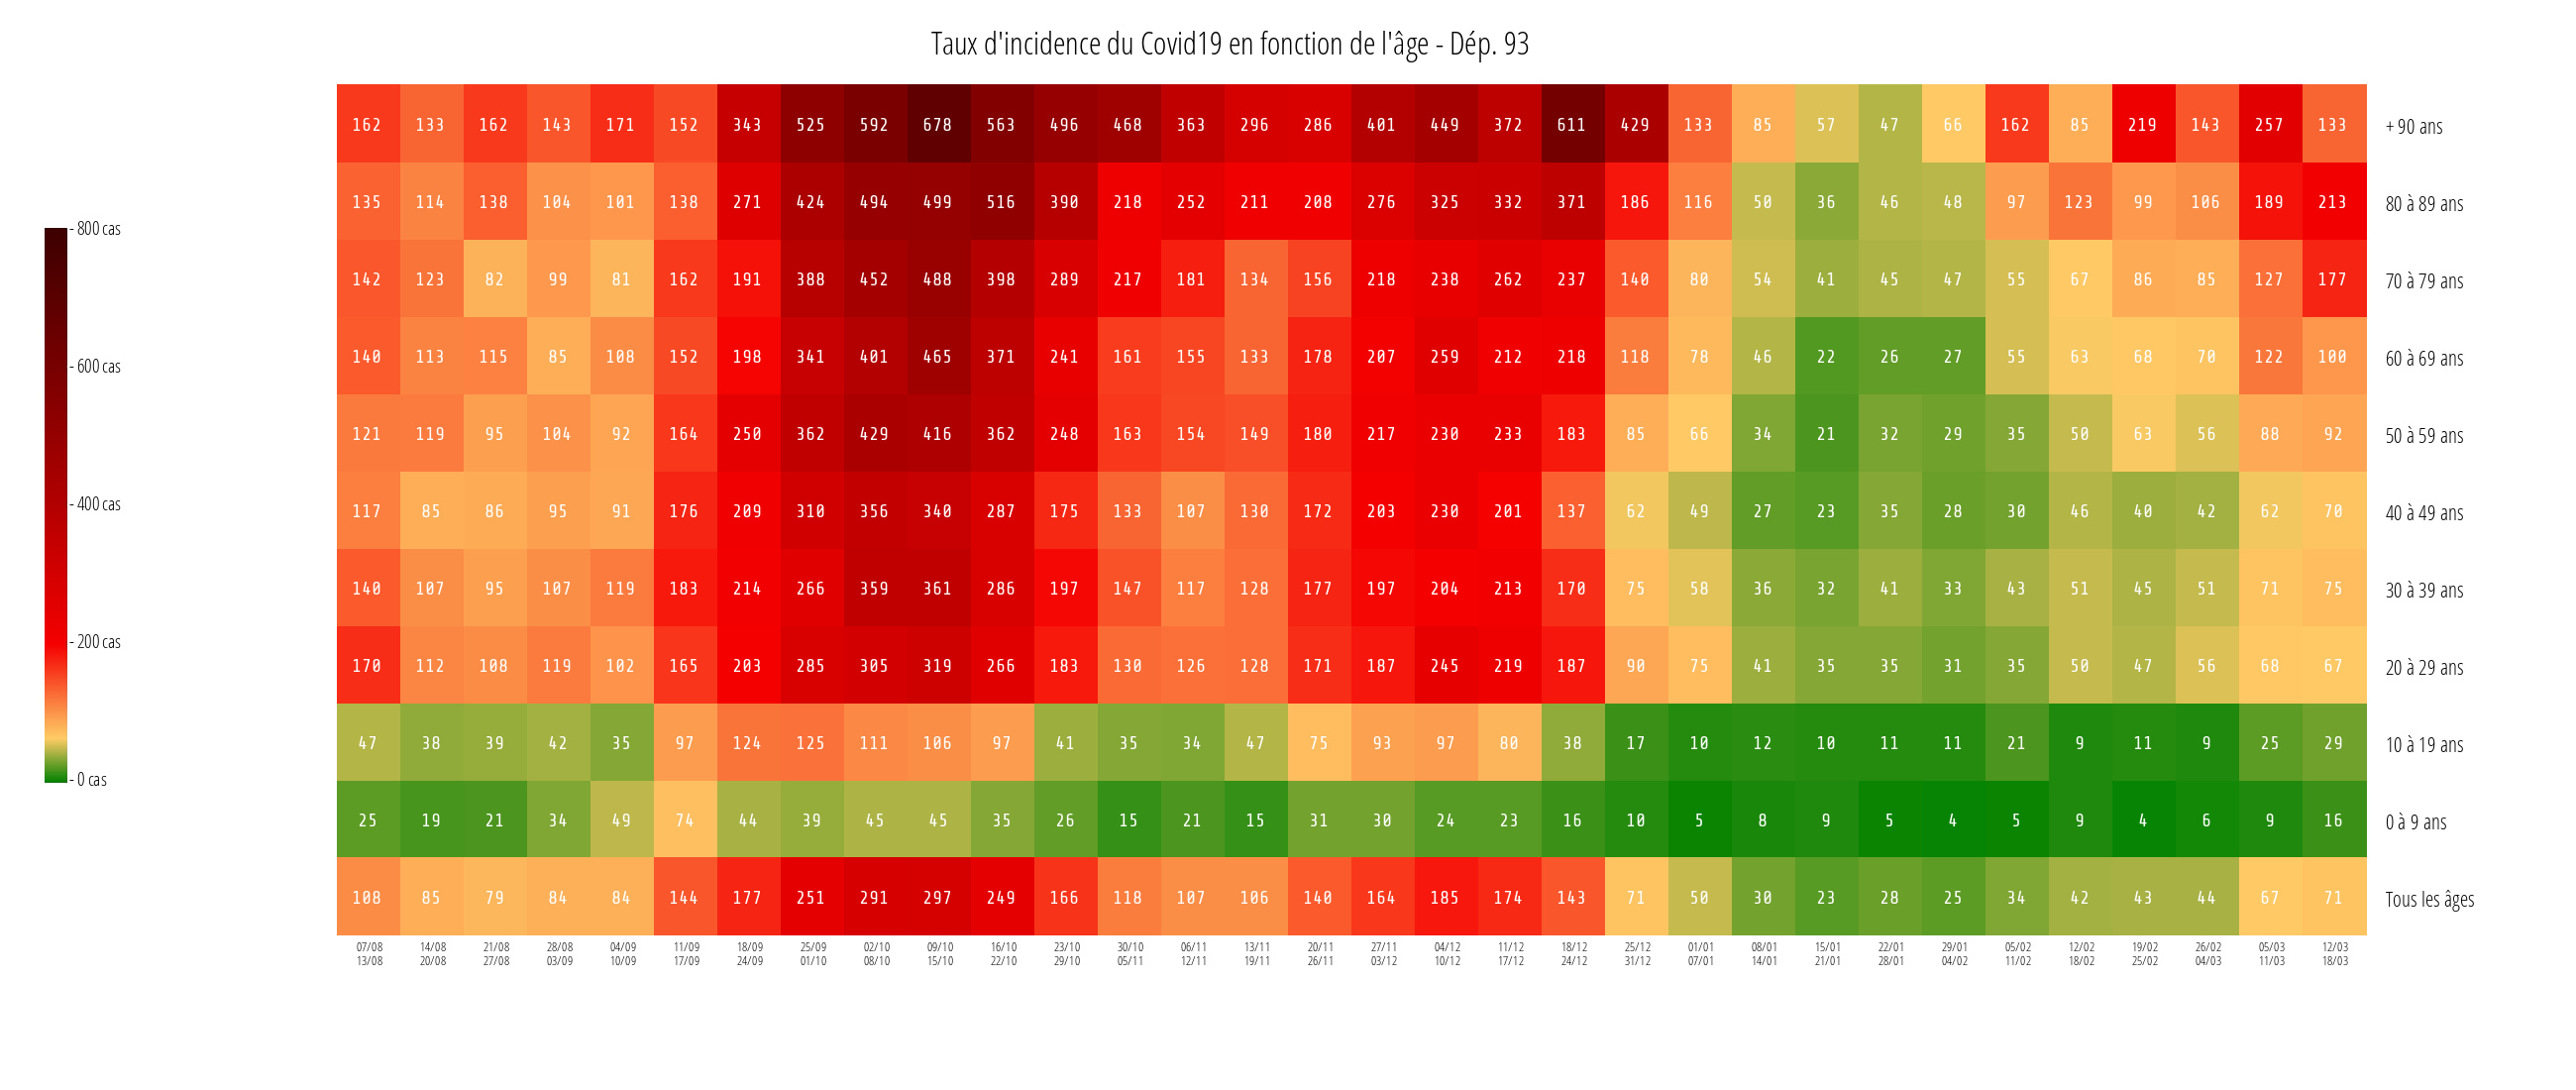 Taux d'incidence du Covid19 en fonction de l'âge - Dép. 93
- 800 cas
- 600 cas
- 400 cas
- 200 cas
- 0 cas
162 133 162 143 171 152 343 525 592 678 563 496 468 363 296 286 401 449 372 611 429 133 85 57 47 66 162 85 219 143 257 133 + 90 ans
135 114 138 104 101 138 271 424 494 499 516 390 218 252 211 208 276 325 332 371 186 116 50 36 46 48 97 123 99 106 189 213 80 à 89 ans
142 123 82 99 81 162 191 388 452 488 398 289 217 181 134 156 218 238 262 237 140 80 54 41 45 47 55 67 86 85 127 177 70 à 79 ans
140 113 115 85 108 152 198 341 401 465 371 241 161 155 133 178 207 259 212 218 118 78 46 22 26 27 55 63 68 70 122 100 60 à 69 ans
121 119 95 104 92 164 250 362 429 416 362 248 163 154 149 180 217 230 233 183 85 66 34 21 32 29 35 50 63 56 88 92 50 à 59 ans
117 85 86 95 91 176 209 310 356 340 287 175 133 107 130 172 203 230 201 137 62 49 27 23 35 28 30 46 40 42 62 70 40 à 49 ans
140 107 95 107 119 183 214 266 359 361 286 197 147 117 128 177 197 204 213 170 75 58 36 32 41 33 43 51 45 51 71 75 30 à 39 ans
170 112 108 119 102 165 203 285 305 319 266 183 130 126 128 171 187 245 219 187 90 75 41 35 35 31 35 50 47 56 68 67 20 à 29 ans
47 38 39 42 35 97 124 125 111 106 97 41 35 34 47 75 93 97 80 38 17 10 12 10 11 11 21 9 11 9 25 29 10 à 19 ans
25 19 21 34 49 74 44 39 45 45 35 26 15 21 15 31 30 24 23 16 10 5 8 9 5 4 5 9 4 6 9 16 0 à 9 ans
108 85 79 84 84 144 177 251 291 297 249 166 118 107 106 140 164 185 174 143 71 50 30 23 28 25 34 42 43 44 67 71 Tous les âges
07/08 14/08 21/08 28/08 04/09 11/09 18/09 25/09 02/10 09/10 16/10 23/10 30/10 06/11 13/11 20/11 27/11 04/12 11/12 18/12 25/12 01/01 08/01 15/01 22/01 29/01 05/02 12/02 19/02 26/02 05/03 12/03
13/08 20/08 27/08 03/09 10/09 17/09 24/09 01/10 08/10 15/10 22/10 29/10 05/11 12/11 19/11 26/11 03/12 10/12 17/12 24/12 31/12 07/01 14/01 21/01 28/01 04/02 11/02 18/02 25/02 04/03 11/03 18/03